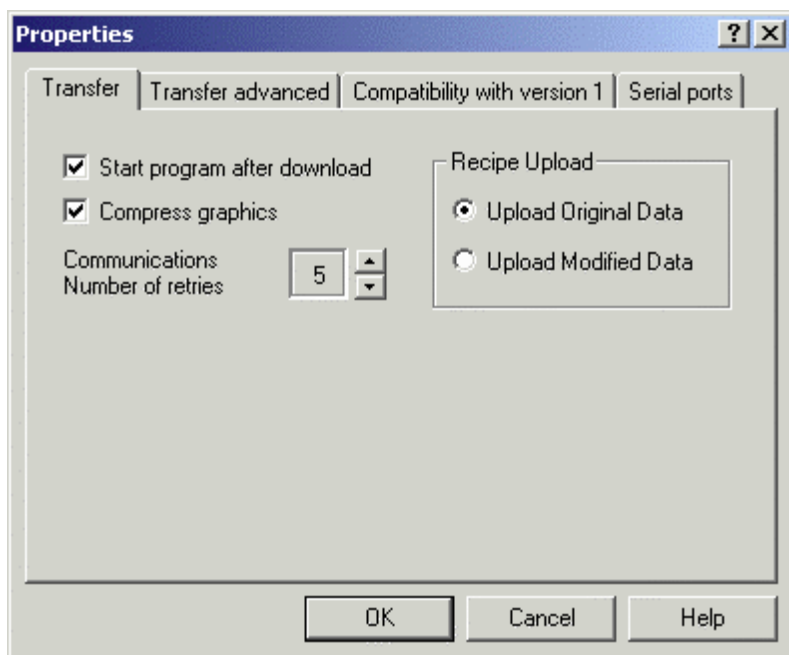 Properties
Transfer
Transfer advanced
Compatibility with version 1
Serial ports
Start program after download
Compress graphics
Communications
Number of retries
5
Recipe Upload
Upload Original Data
Upload Modified Data
OK
Cancel
Help